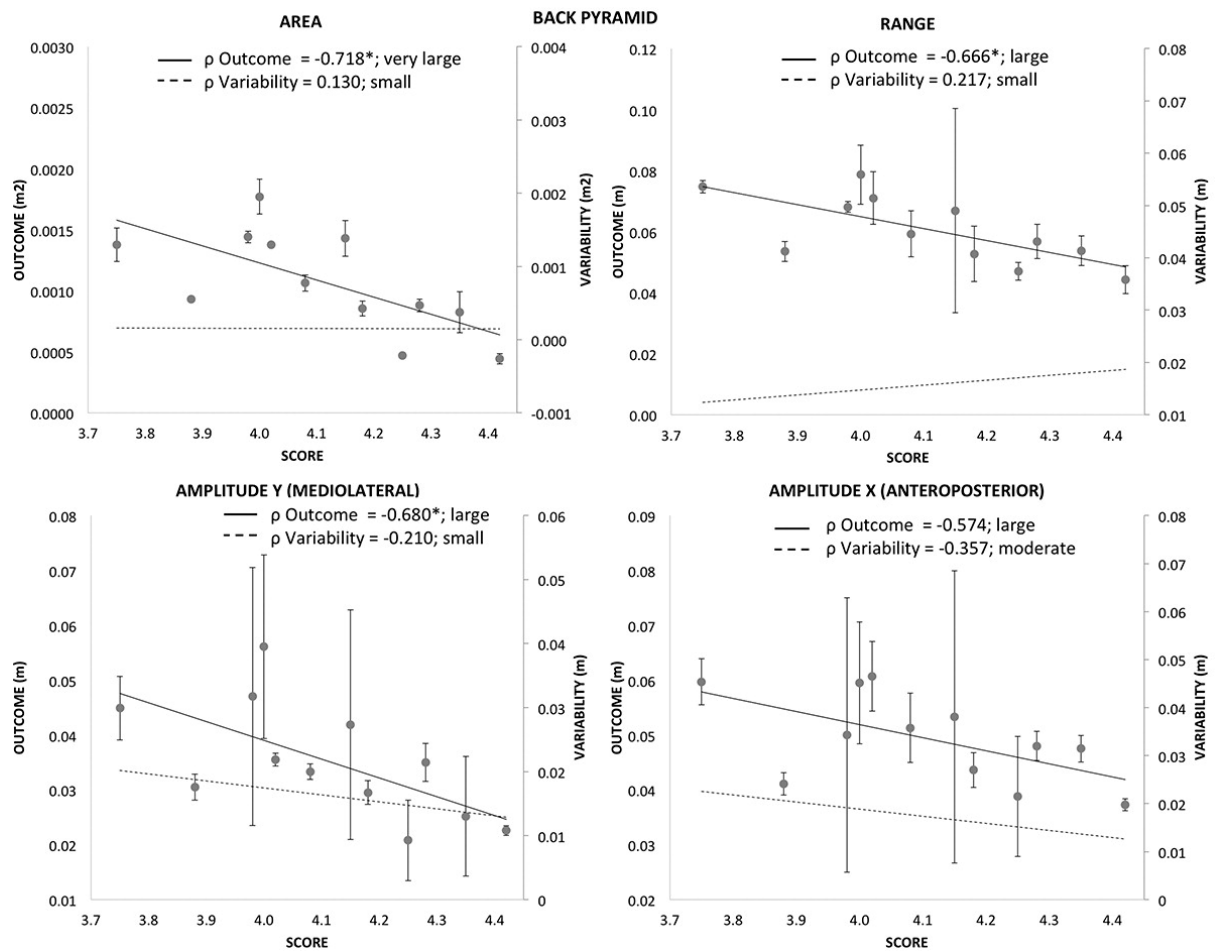 BACK PYRAMID
AREA
ρ Outcome = -0.718*; very large
ρ Variability = 0.130; small
OUTCOME (m2)
0.0030
0.0025
0.0020
0.0015
0.0010
0.0005
0.0000
VARIABILITY (m2)
0.004
0.003
0.002
0.001
0.000
-0.001
3.7 3.8 3.9 4.0 4.1 4.2 4.3 4.4
SCORE
RANGE
ρ Outcome = -0.666*; large
ρ Variability = 0.217; small
OUTCOME (m)
0.12
0.10
0.08
0.06
0.04
0.02
0.00
VARIABILITY (m)
0.08
0.07
0.06
0.05
0.04
0.03
0.02
0.01
3.7 3.8 3.9 4.0 4.1 4.2 4.3 4.4
SCORE
AMPLITUDE Y (MEDIOLATERAL)
ρ Outcome = -0.680*; large
ρ Variability = -0.210; small
OUTCOME (m)
0.08
0.07
0.06
0.05
0.04
0.03
0.02
0.01
VARIABILITY (m)
0.06
0.05
0.04
0.03
0.02
0.01
0
3.7 3.8 3.9 4.0 4.1 4.2 4.3 4.4
SCORE
AMPLITUDE X (ANTEROPOSTERIOR)
ρ Outcome = -0.574; large
ρ Variability = -0.357; moderate
OUTCOME (m)
0.09
0.08
0.07
0.06
0.05
0.04
0.03
0.02
VARIABILITY (m)
0.08
0.07
0.06
0.05
0.04
0.03
0.02
0.01
0
3.7 3.8 3.9 4.0 4.1 4.2 4.3 4.4
SCORE